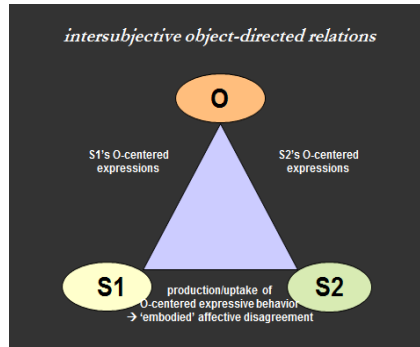 intersubjective object-directed relations
O
S1's O-centered
expressions
S2's O-centered
expressions
S1
S2
production/uptake of
O-centered expressive behavior
→ 'embodied' affective disagreement